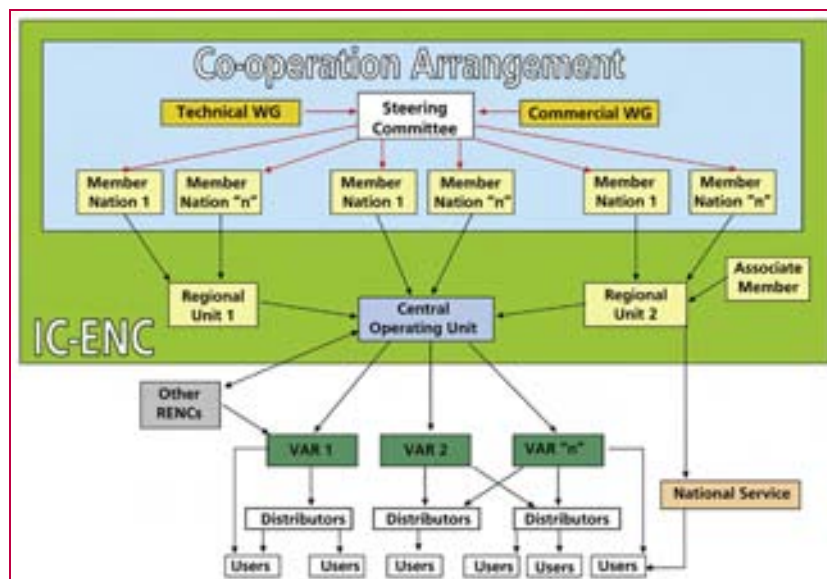 Co-operation Arrangement
Technical WG
Steering
Committee
Commercial WG
Member
Nation 1
Member
Nation "n"
Member
Nation 1
Member
Nation "n"
Member
Nation 1
Member
Nation "n"
Associate
Member
Regional
Unit 1
Central
Operating Unit
Regional
Unit 2
IC-ENC
Other
RENCs
VAR 1
VAR 2
VAR "n"
National Service
Distributors
Distributors
Distributors
Users
Users
Users
Users
Users
Users